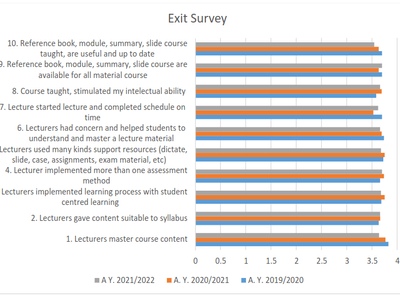 Exit Survey
10. Reference book, module, summary, slide course
taught, are useful and up to date
9. Reference book, module, summary, slide course are
available for all material course
8. Course taught, stimulated my intelectual ability
7. Lecture started lecture and completed schedule on
time
6. Lecturers had concern and helped students to
understand and master a lecture material
Lecturers used many kinds support resources (dictate,
slide, case, assignments, exam material, etc)
4. Lecturer implemented more than one assessment
method
Lecturers implemented learning process with student
centred learning
2. Lecturers gave content suitable to syllabus
1. Lecturers master course content
0 0.5 1 1.5 2 2.5 3 3.5 4
A Y. 2021/2022 A. Y. 2020/2021 A. Y. 2019/2020